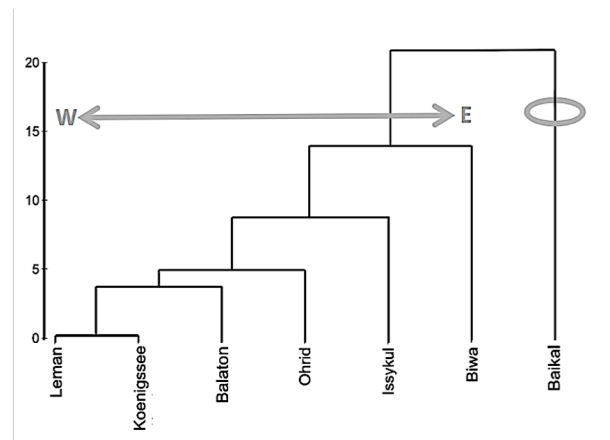 20
W E
15
10
5
0
Leman
Koenigssee
Balaton
Ohrid
Issykul
Biwa
Baikal